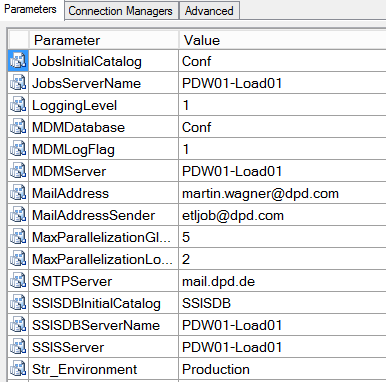 Parameters Connection Managers Advanced
Parameter Value
JobsInitialCatalog Conf
JobsServerName PDW01-Load01
LoggingLevel 1
MDMDatabase Conf
MDMLogFlag 1
MDMServer PDW01-Load01
MailAddress martin.wagner@dpd.com
MailAddressSender etljob@dpd.com
MaxParallelizationGl... 5
MaxParallelizationLo... 2
SMTPServer mail.dpd.de
SSISDBInitialCatalog SSISDB
SSISDBServerName PDW01-Load01
SSISServer PDW01-Load01
Str_Environment Production